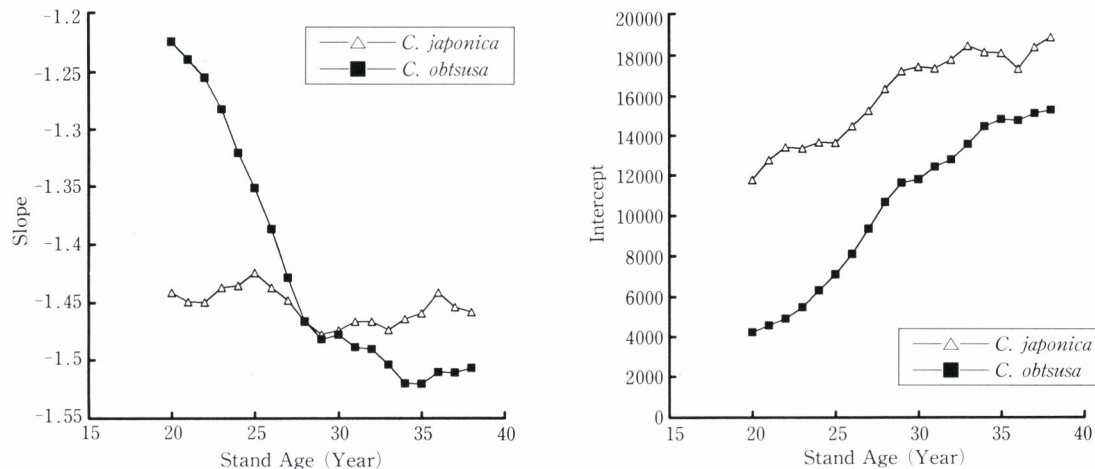 -1.2
-1.25
-1.3
-1.35
-1.4
-1.45
-1.5
-1.55
Slope
15 20 25 30 35 40
Stand Age (Year)
C. japonica
C. obtsusa
20000
18000
16000
14000
12000
10000
8000
6000
4000
2000
0
Intercept
15 20 25 30 35 40
Stand Age (Year)
C. japonica
C. obtsusa